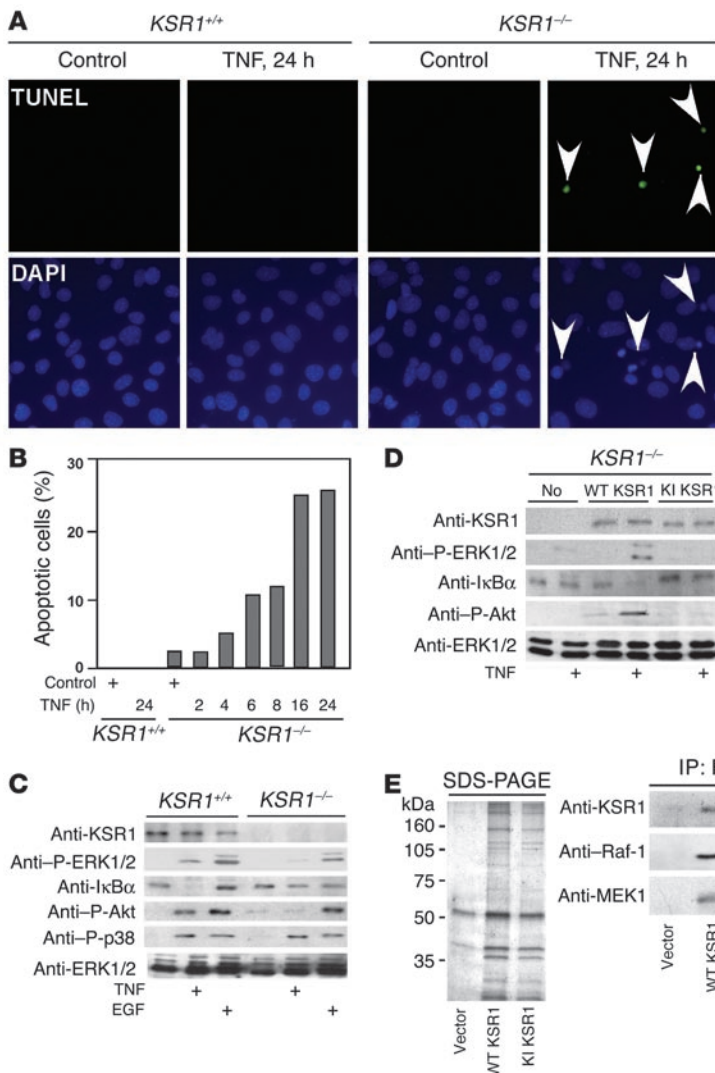 A
KSR1+/+ KSR1−/−
Control TNF, 24 h Control TNF, 24 h
TUNEL
DAPI
B
Apoptotic cells (%)
30
20
10
0
Control + +
TNF (h) 24 2 4 6 8 16 24
KSR1+/+ KSR1−/−
C
KSR1+/+ KSR1−/−
Anti-KSR1
Anti–P-ERK1/2
Anti-IκBα
Anti–P-Akt
Anti–P-p38
Anti-ERK1/2
TNF + +
EGF + +
D
KSR1−/−
No WT KSR1 KI KSR1
Anti-KSR1
Anti–P-ERK1/2
Anti-IκBα
Anti–P-Akt
Anti-ERK1/2
TNF + + +
E
SDS-PAGE
kDa
160
105
75
50
35
Vector
WT KSR1
KI KSR1
IP:
Anti-KSR1
Anti–Raf-1
Anti-MEK1
Vector
WT KSR1